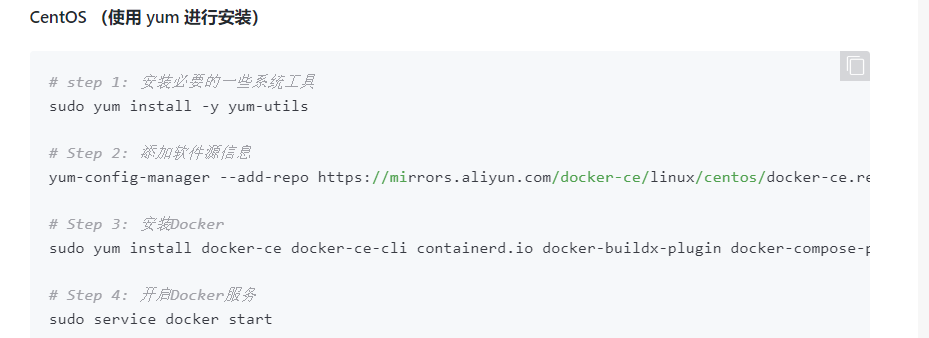 CentOS （使用 yum 进行安装）
# step 1: 安装必要的一些系统工具
sudo yum install -y yum-utils
# Step 2: 添加软件源信息
yum-config-manager --add-repo https://mirrors.aliyun.com/docker-ce/linux/centos/docker-ce.re
# Step 3: 安装Docker
sudo yum install docker-ce docker-ce-cli containerd.io docker-buildx-plugin docker-compose-p
# Step 4: 开启Docker服务
sudo service docker start